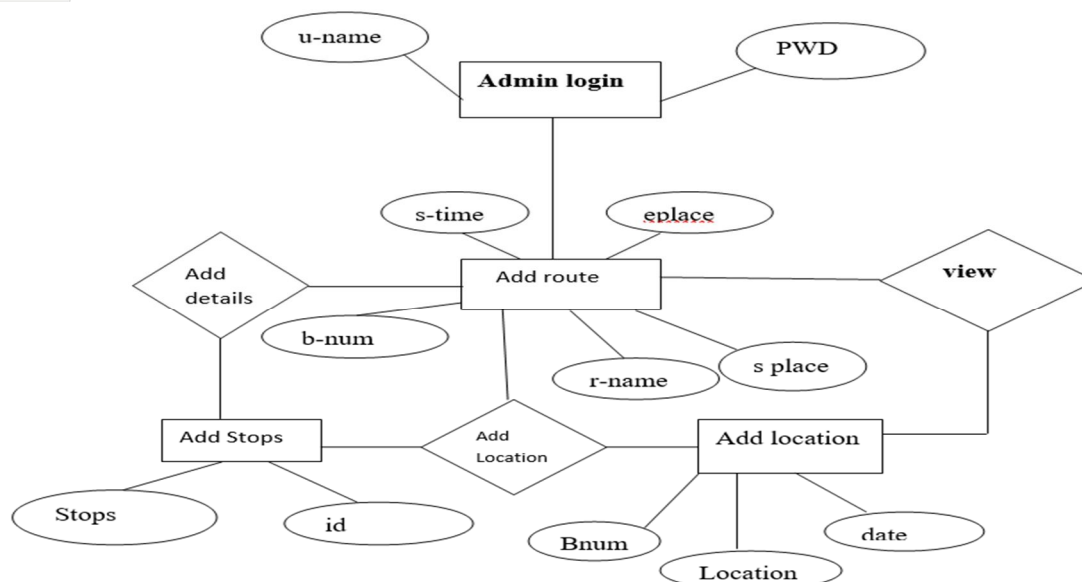 u-name
PWD
Admin login
s-time
eplace
Add
details
Add route
view
b-num
r-name
s place
Add Stops
Add
Location
Add location
Stops
id
Bnum
date
Location